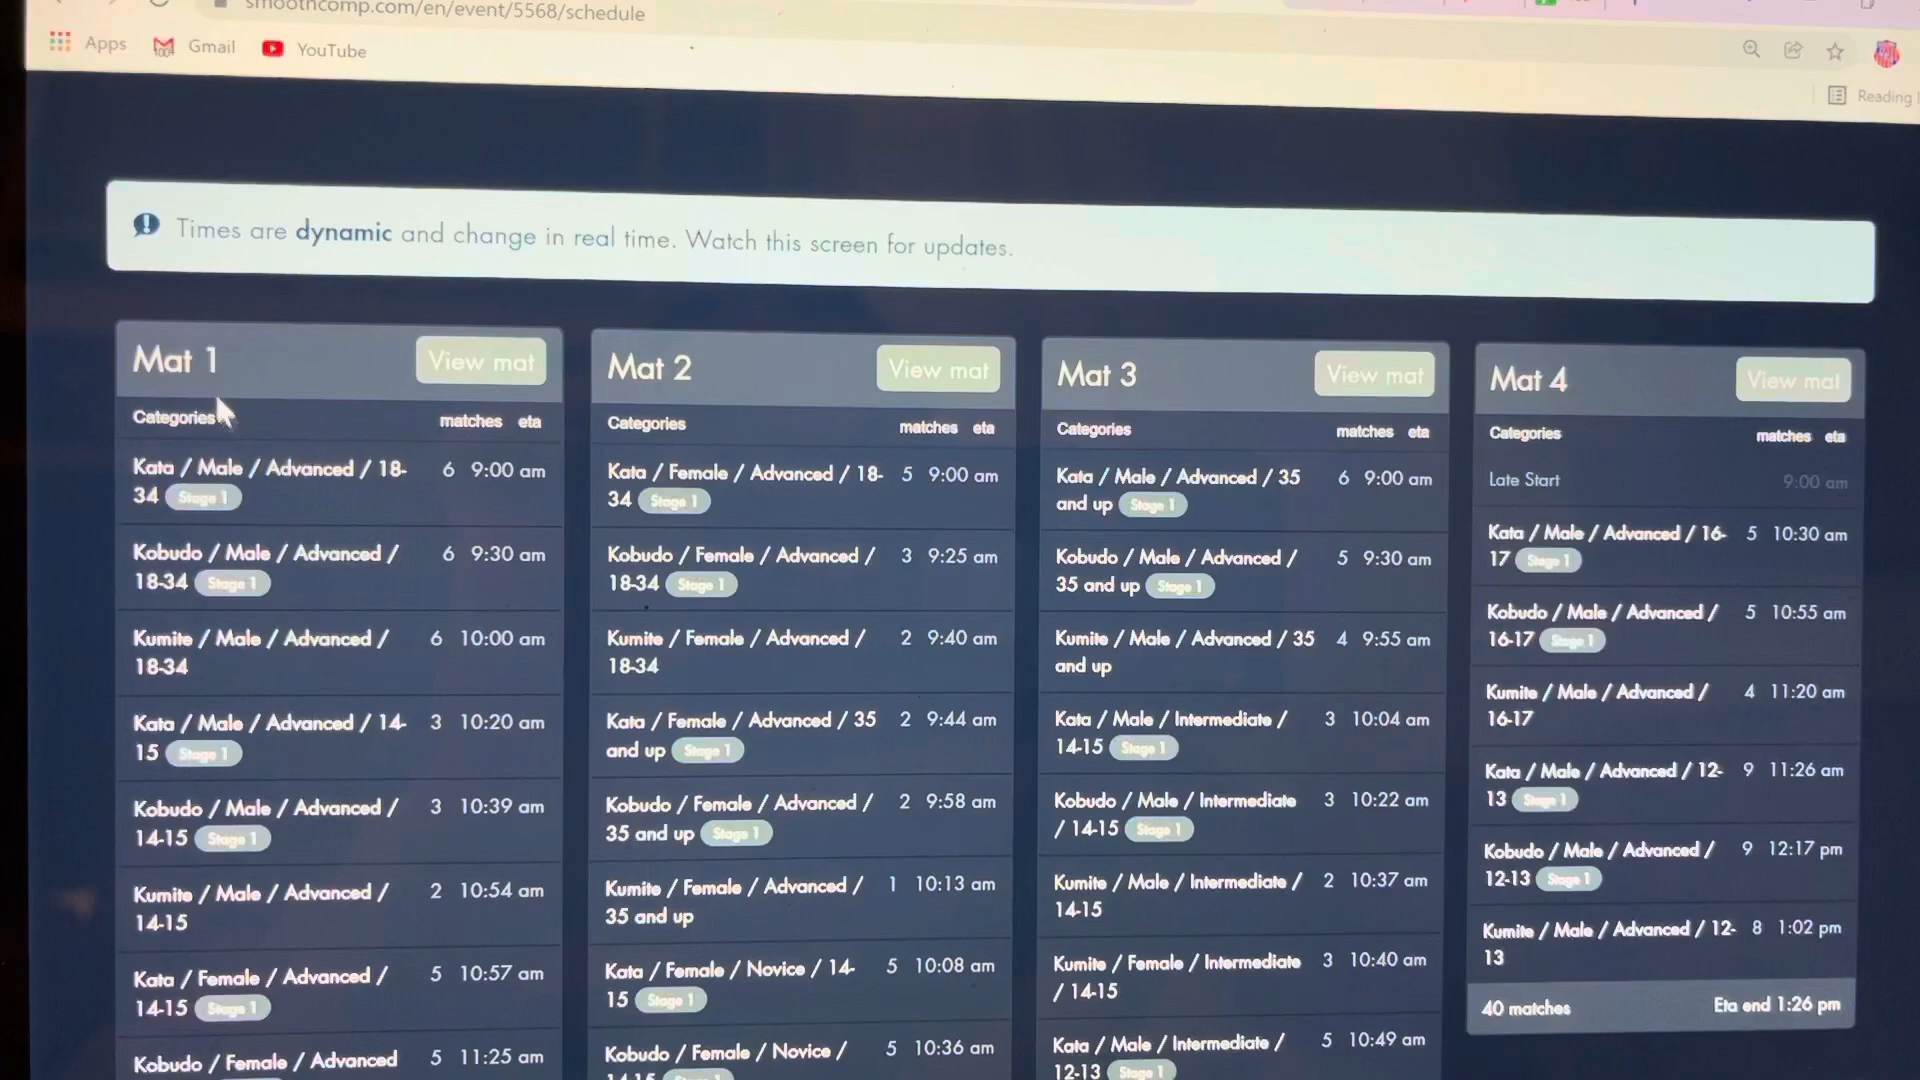 smoothcomp.com/en/event/5568/schedule
Apps Gmail YouTube
Reading
Times are dynamic and change in real time. Watch this screen for updates.
Mat 1 View mat
Categories matches eta
Kata / Male / Advanced / 18- 6 9:00 am
34 Stage 1
Kobudo / Male / Advanced / 6 9:30 am
18-34 Stage 1
Kumite / Male / Advanced / 6 10:00 am
18-34
Kata / Male / Advanced / 14- 3 10:20 am
15 Stage 1
Kobudo / Male / Advanced / 3 10:39 am
14-15 Stage 1
Kumite / Male / Advanced / 2 10:54 am
14-15
Kata / Female / Advanced / 5 10:57 am
14-15 Stage 1
Kobudo / Female / Advanced 5 11:25 am
Mat 2 View mat
Categories matches eta
Kata / Female / Advanced / 18- 5 9:00 am
34 Stage 1
Kobudo / Female / Advanced / 3 9:25 am
18-34 Stage 1
Kumite / Female / Advanced / 2 9:40 am
18-34
Kata / Female / Advanced / 35 2 9:44 am
and up Stage 1
Kobudo / Female / Advanced / 2 9:58 am
35 and up Stage 1
Kumite / Female / Advanced / 1 10:13 am
35 and up
Kata / Female / Novice / 14- 5 10:08 am
15 Stage 1
Kobudo / Female / Novice / 5 10:36 am
14-15 Stage 1
Mat 3 View mat
Categories matches eta
Kata / Male / Advanced / 35 6 9:00 am
and up Stage 1
Kobudo / Male / Advanced / 5 9:30 am
35 and up Stage 1
Kumite / Male / Advanced / 35 4 9:55 am
and up
Kata / Male / Intermediate / 3 10:04 am
14-15 Stage 1
Kobudo / Male / Intermediate 3 10:22 am
/ 14-15 Stage 1
Kumite / Male / Intermediate / 2 10:37 am
14-15
Kumite / Female / Intermediate 3 10:40 am
/ 14-15
Kata / Male / Intermediate / 5 10:49 am
12-13 Stage 1
Mat 4 View mat
Categories matches eta
Late Start 9:00 am
Kata / Male / Advanced / 16- 5 10:30 am
17 Stage 1
Kobudo / Male / Advanced / 5 10:55 am
16-17 Stage 1
Kumite / Male / Advanced / 4 11:20 am
16-17
Kata / Male / Advanced / 12- 9 11:26 am
13 Stage 1
Kobudo / Male / Advanced / 9 12:17 pm
12-13 Stage 1
Kumite / Male / Advanced / 12- 8 1:02 pm
13
40 matches Eta end 1:26 pm